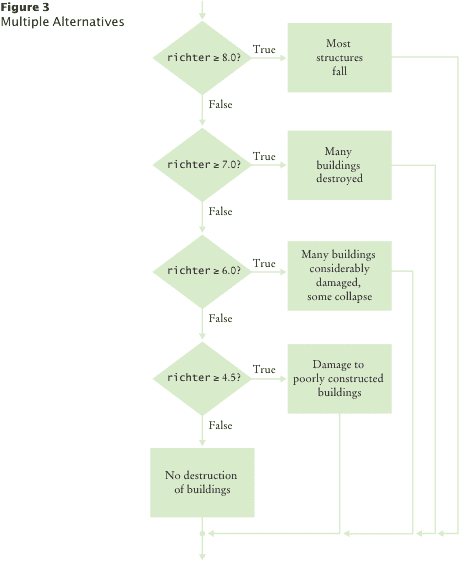 Figure 3
Multiple Alternatives
richter ≥ 8.0?
True
Most
structures
fall
False
richter ≥ 7.0?
True
Many
buildings
destroyed
False
richter ≥ 6.0?
True
Many buildings
considerably
damaged,
some collapse
False
richter ≥ 4.5?
True
Damage to
poorly constructed
buildings
False
No destruction
of buildings